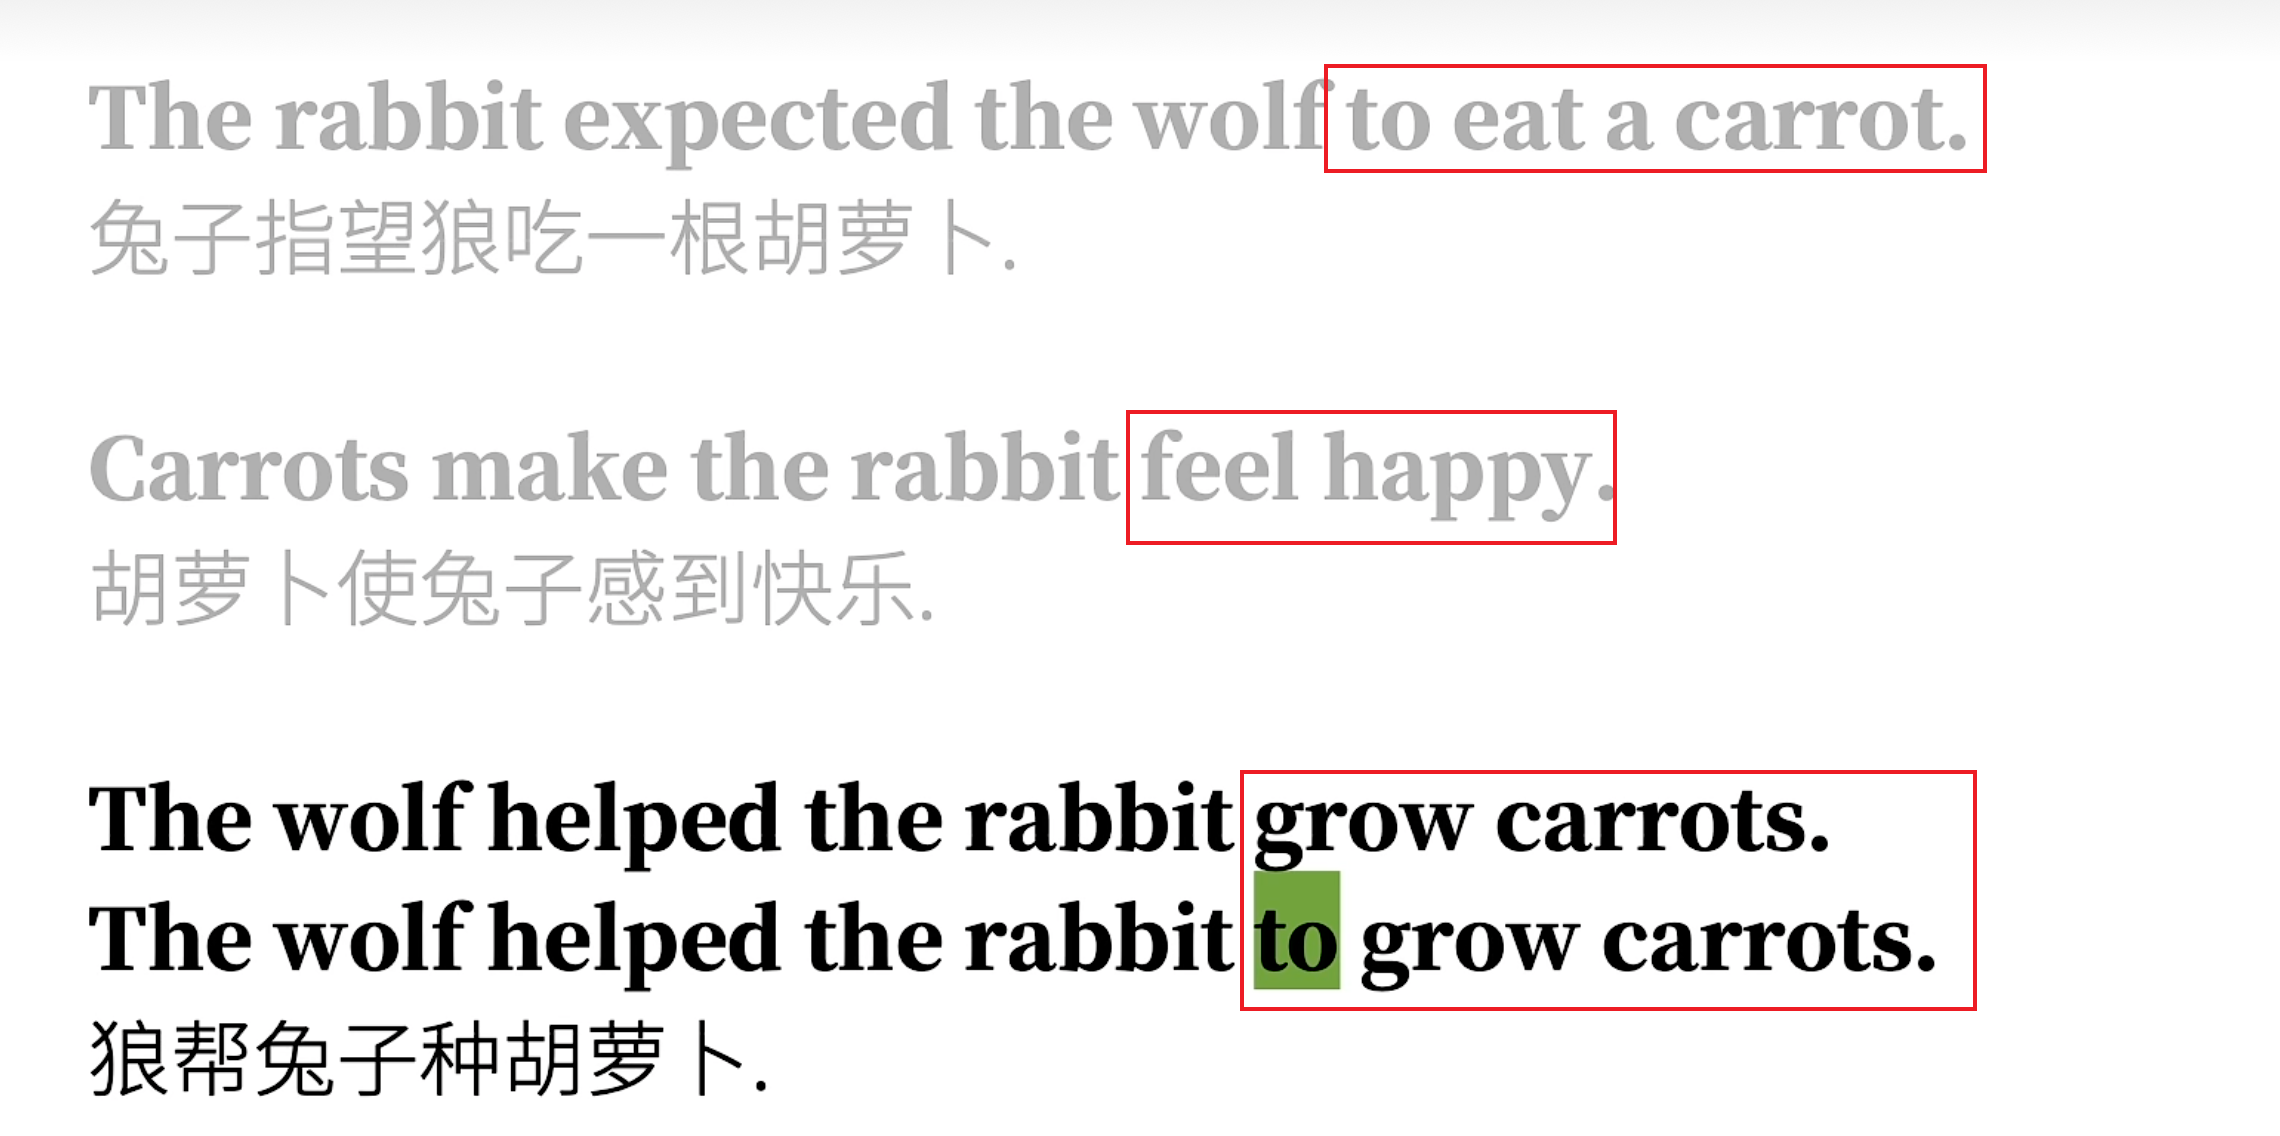 The rabbit expected the wolf to eat a carrot.
兔子指望狼吃一根胡萝卜.
Carrots make the rabbit feel happy.
胡萝卜使兔子感到快乐.
The wolf helped the rabbit grow carrots.
The wolf helped the rabbit to grow carrots.
狼帮兔子种胡萝卜.